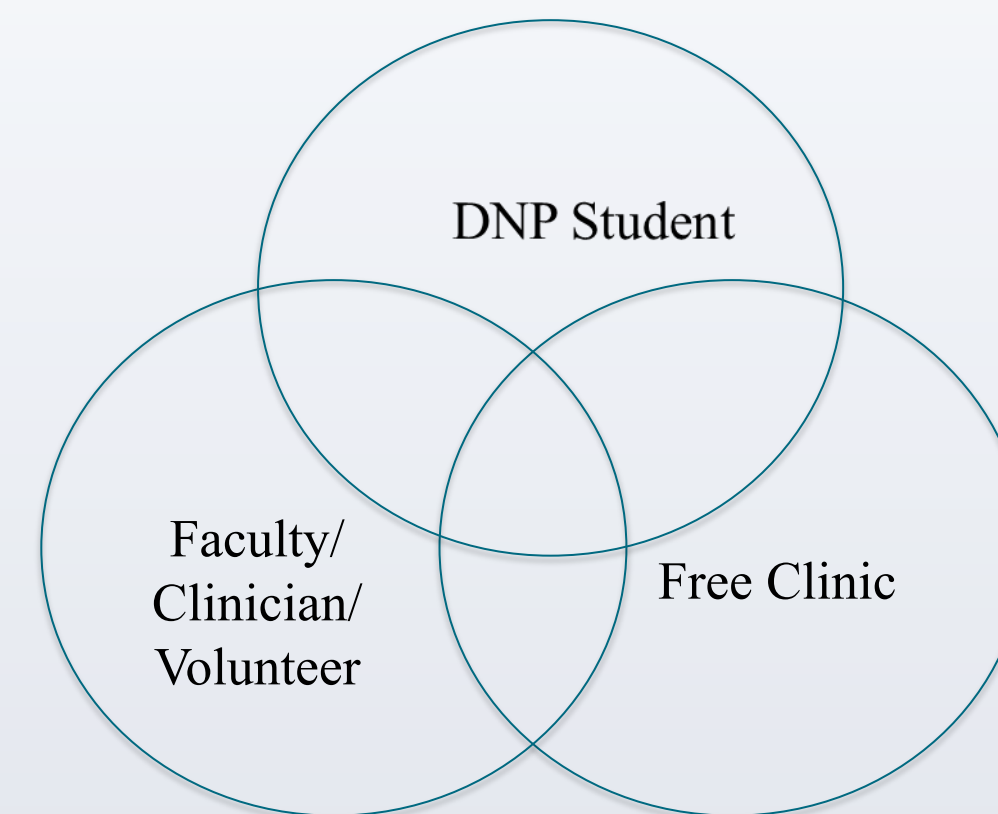 DNP Student
Faculty/
Clinician/
Volunteer
Free Clinic